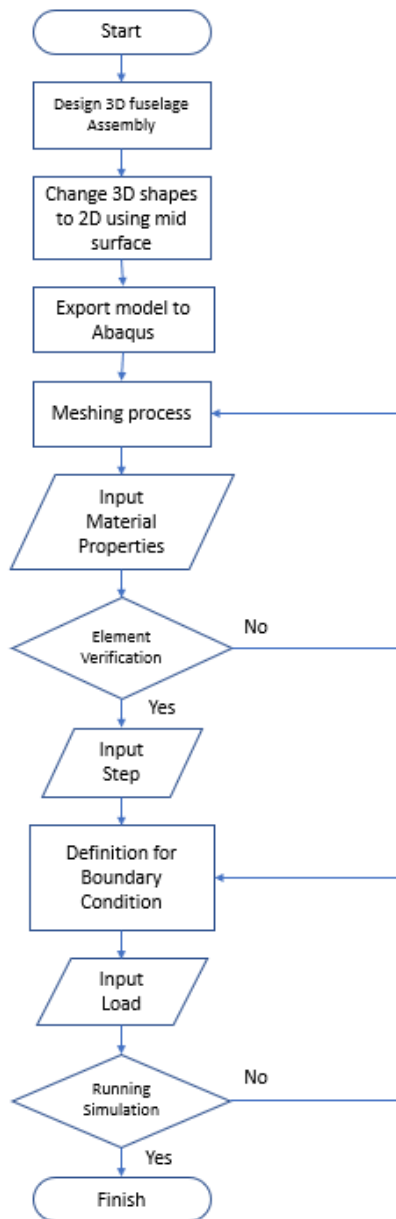 Start
Design 3D fuselage
Assembly
Change 3D shapes
to 2D using mid
surface
Export model to
Abaqus
Meshing process
Input
Material
Properties
Element
Verification
No
Yes
Input
Step
Definition for
Boundary
Condition
Input
Load
Running
Simulation
No
Yes
Finish